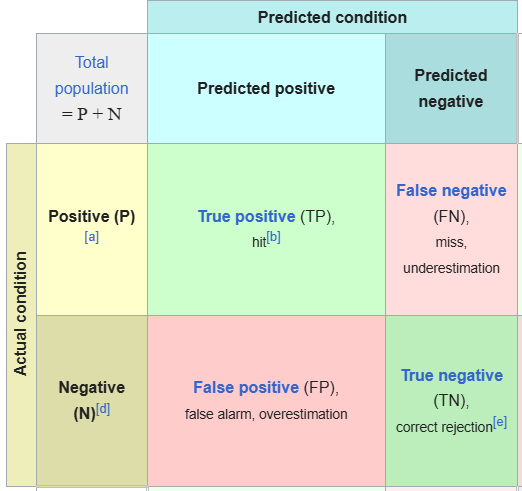 Predicted condition
Total
population
= P + N
Predicted positive
Predicted
negative
Actual condition
Positive (P)
[a]
True positive (TP),
hit[b]
False negative
(FN),
miss,
underestimation
Negative
(N)[d]
False positive (FP),
false alarm, overestimation
True negative
(TN),
correct rejection[e]